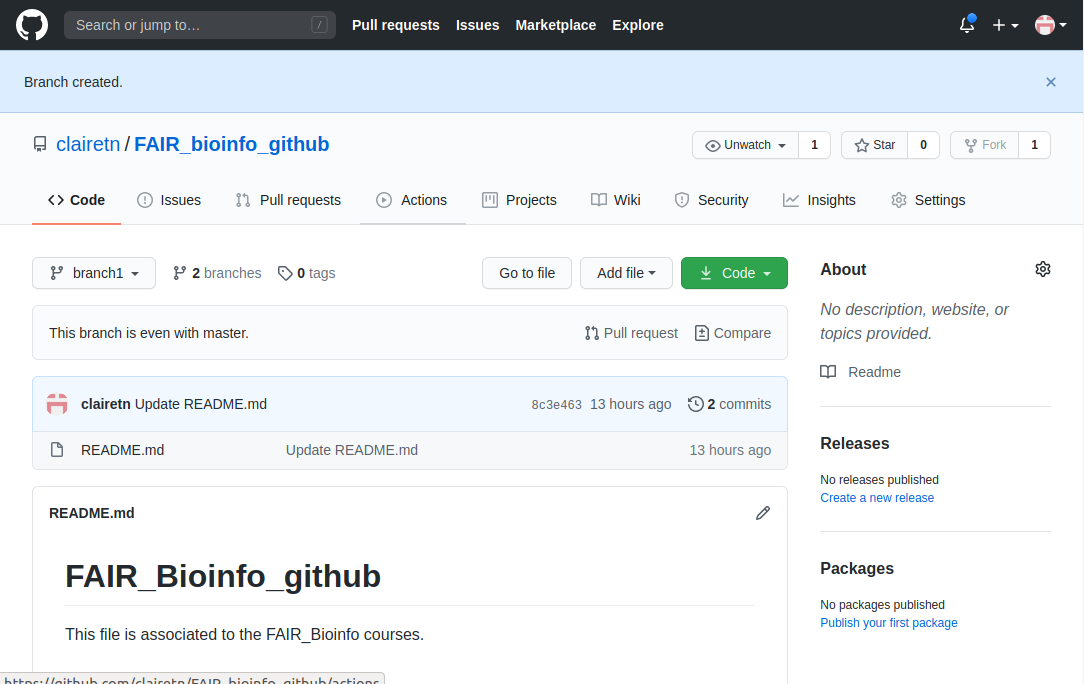 Search or jump to… / Pull requests Issues Marketplace Explore
Branch created.
clairetn / FAIR_bioinfo_github Unwatch 1 Star 0 Fork 1
Code Issues Pull requests Actions Projects Wiki Security Insights Settings
branch1 2 branches 0 tags Go to file Add file Code
This branch is even with master. Pull request Compare
clairetn Update README.md 8c3e463 13 hours ago 2 commits
README.md Update README.md 13 hours ago
README.md
FAIR_Bioinfo_github
This file is associated to the FAIR_Bioinfo courses.
About
No description, website, or
topics provided.
Readme
Releases
No releases published
Create a new release
Packages
No packages published
Publish your first package
https://github.com/clairetn/FAIR_bioinfo_github/actions